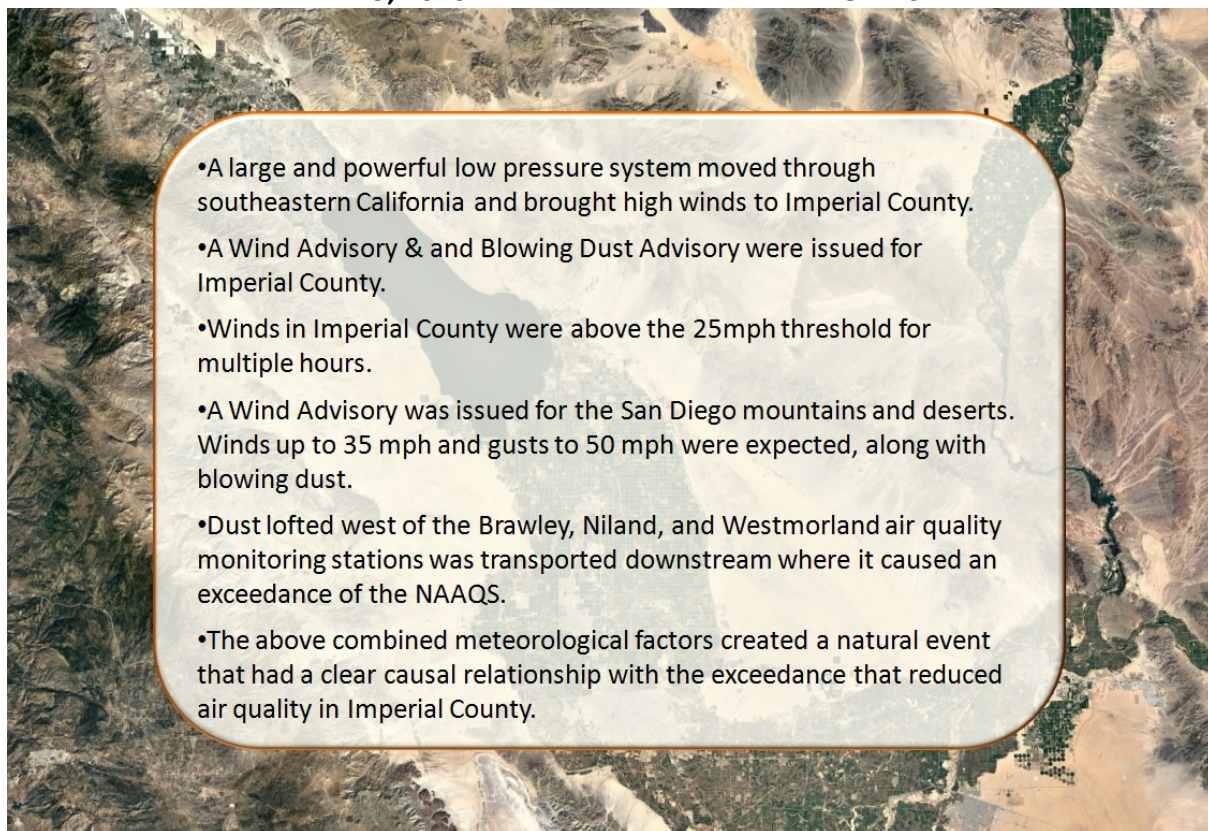 •A large and powerful low pressure system moved through
southeastern California and brought high winds to Imperial County.
•A Wind Advisory & and Blowing Dust Advisory were issued for
Imperial County.
•Winds in Imperial County were above the 25mph threshold for
multiple hours.
•A Wind Advisory was issued for the San Diego mountains and deserts.
Winds up to 35 mph and gusts to 50 mph were expected, along with
blowing dust.
•Dust lofted west of the Brawley, Niland, and Westmorland air quality
monitoring stations was transported downstream where it caused an
exceedance of the NAAQS.
•The above combined meteorological factors created a natural event
that had a clear causal relationship with the exceedance that reduced
air quality in Imperial County.